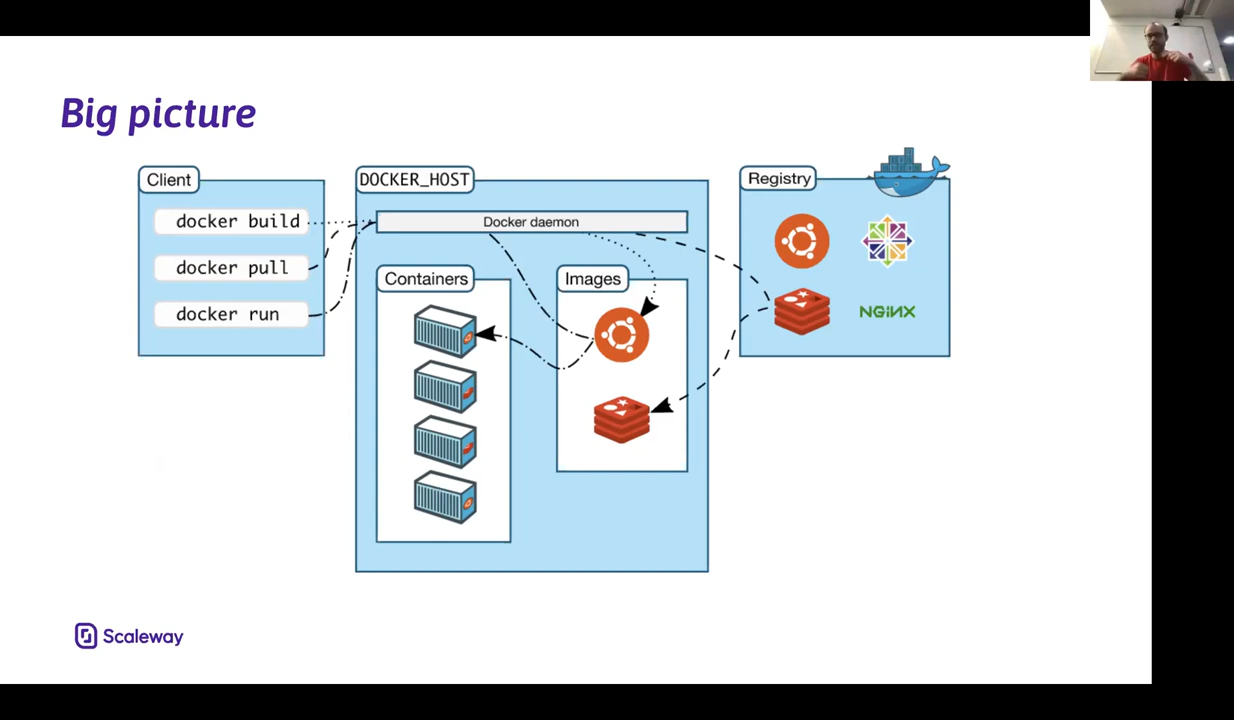 Big picture
Client
docker build
docker pull
docker run
DOCKER_HOST
Docker daemon
Containers
Images
Registry
NGiNX
Scaleway